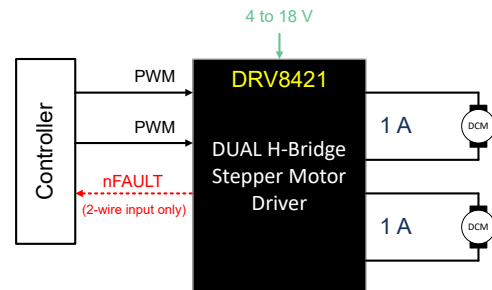 4 to 18 V
Controller
PWM
PWM
nFAULT
(2-wire input only)
DRV8421
DUAL H-Bridge
Stepper Motor
Driver
1 A
DCM
1 A
DCM